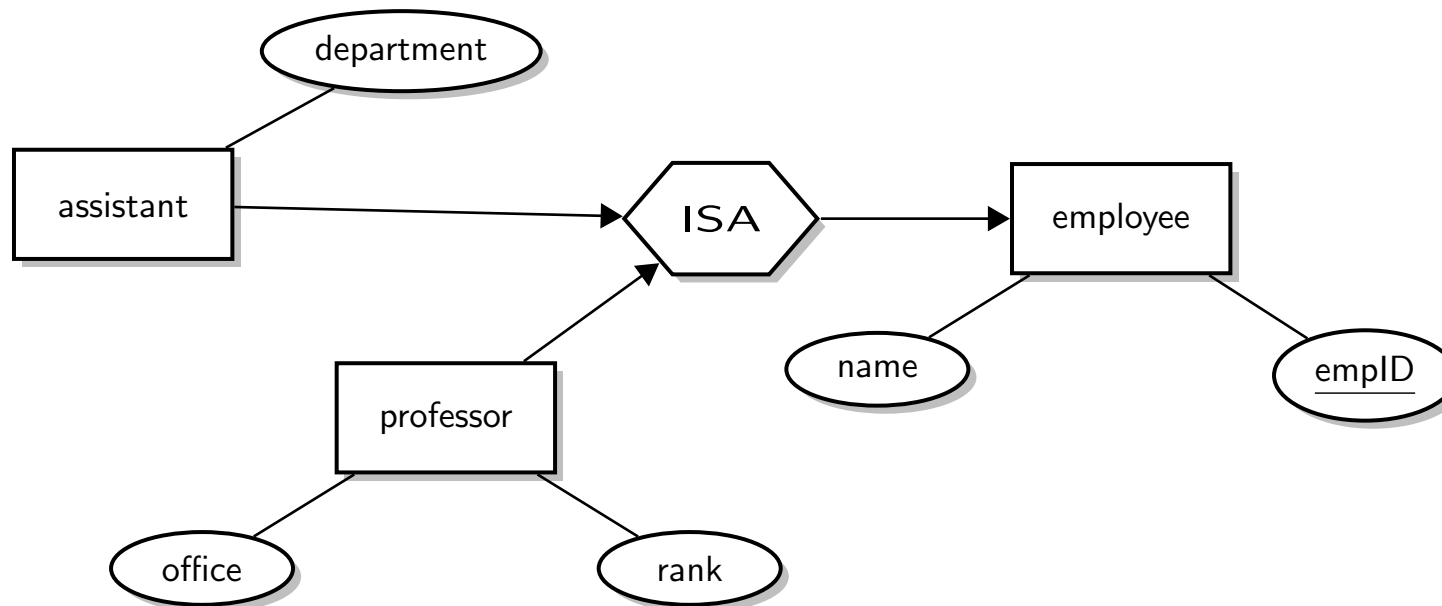 department
assistant
ISA
employee
name
empID
professor
office
rank